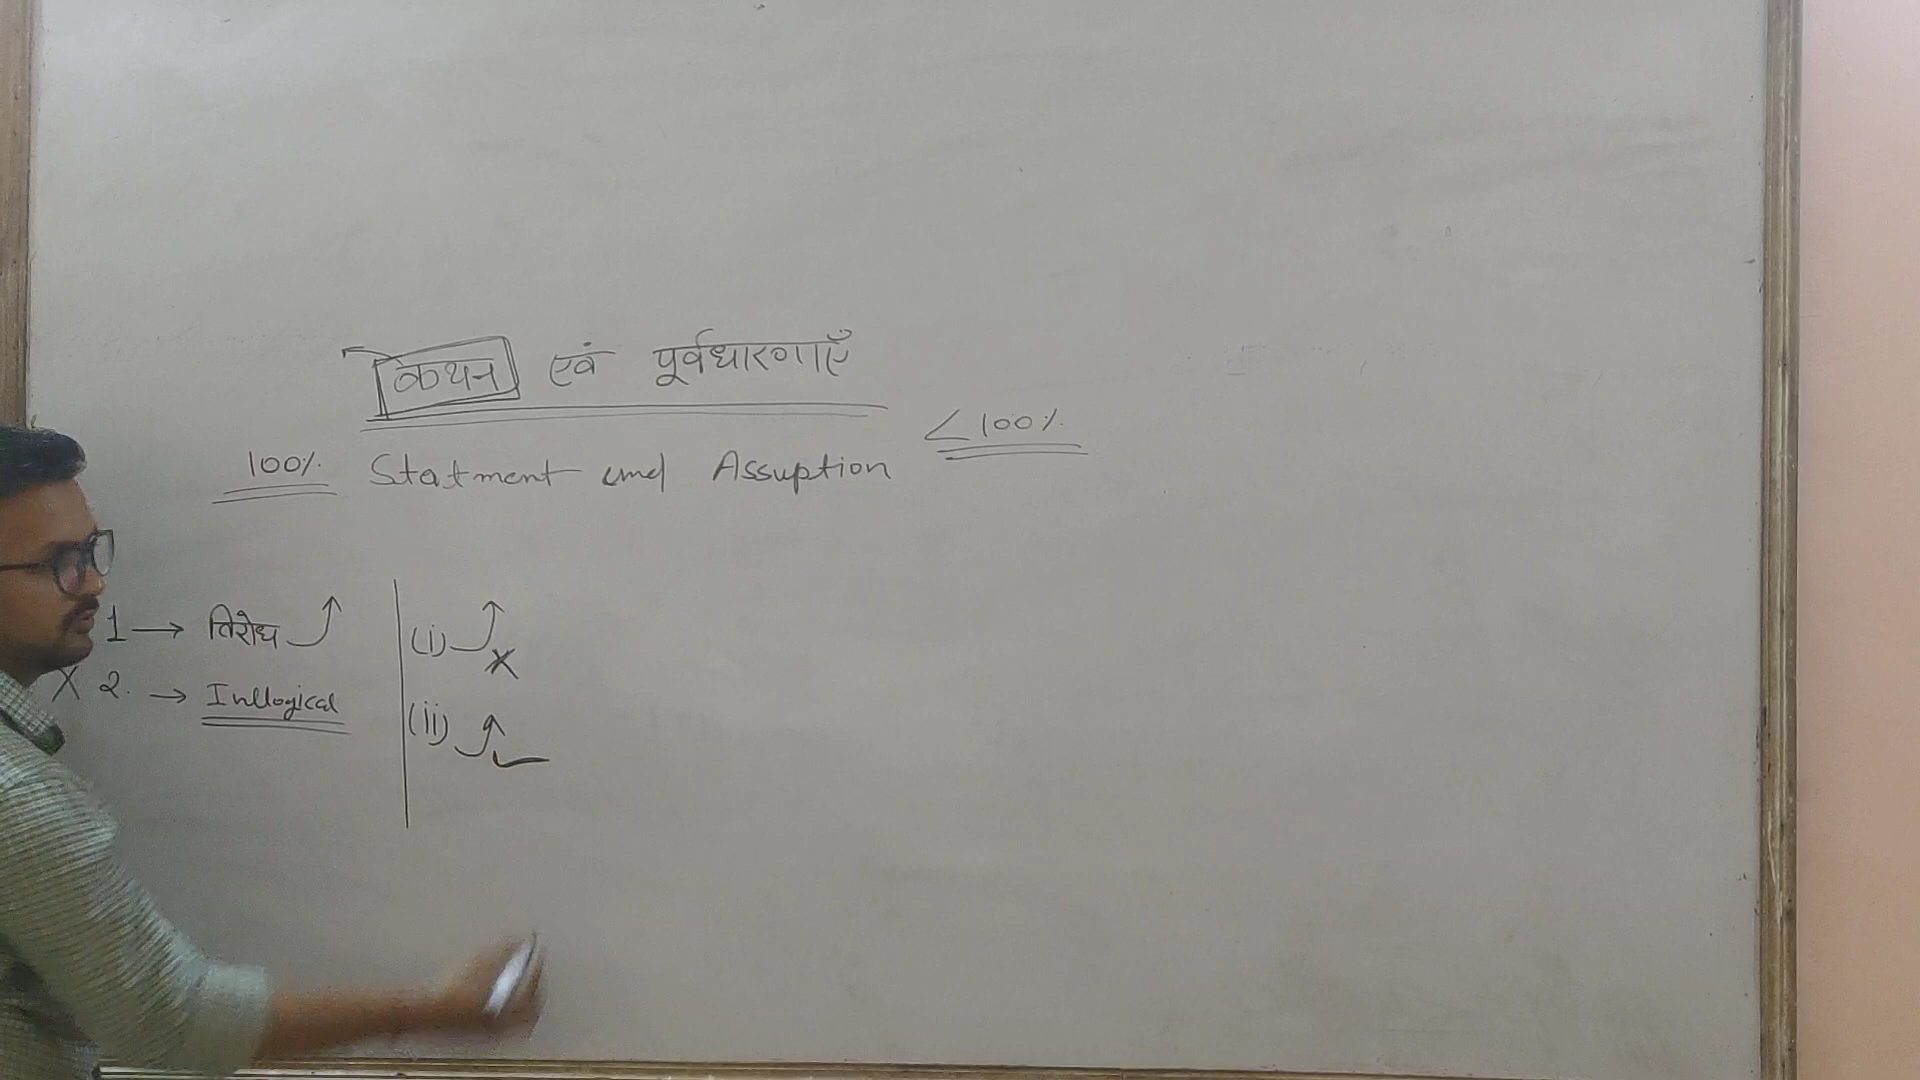 कथन एवं पूर्वधारणाएँ
<100%
100% Statment and Assuption
1 → विरोध
(i) X
X 2. → Inllogical
(ii) ✓